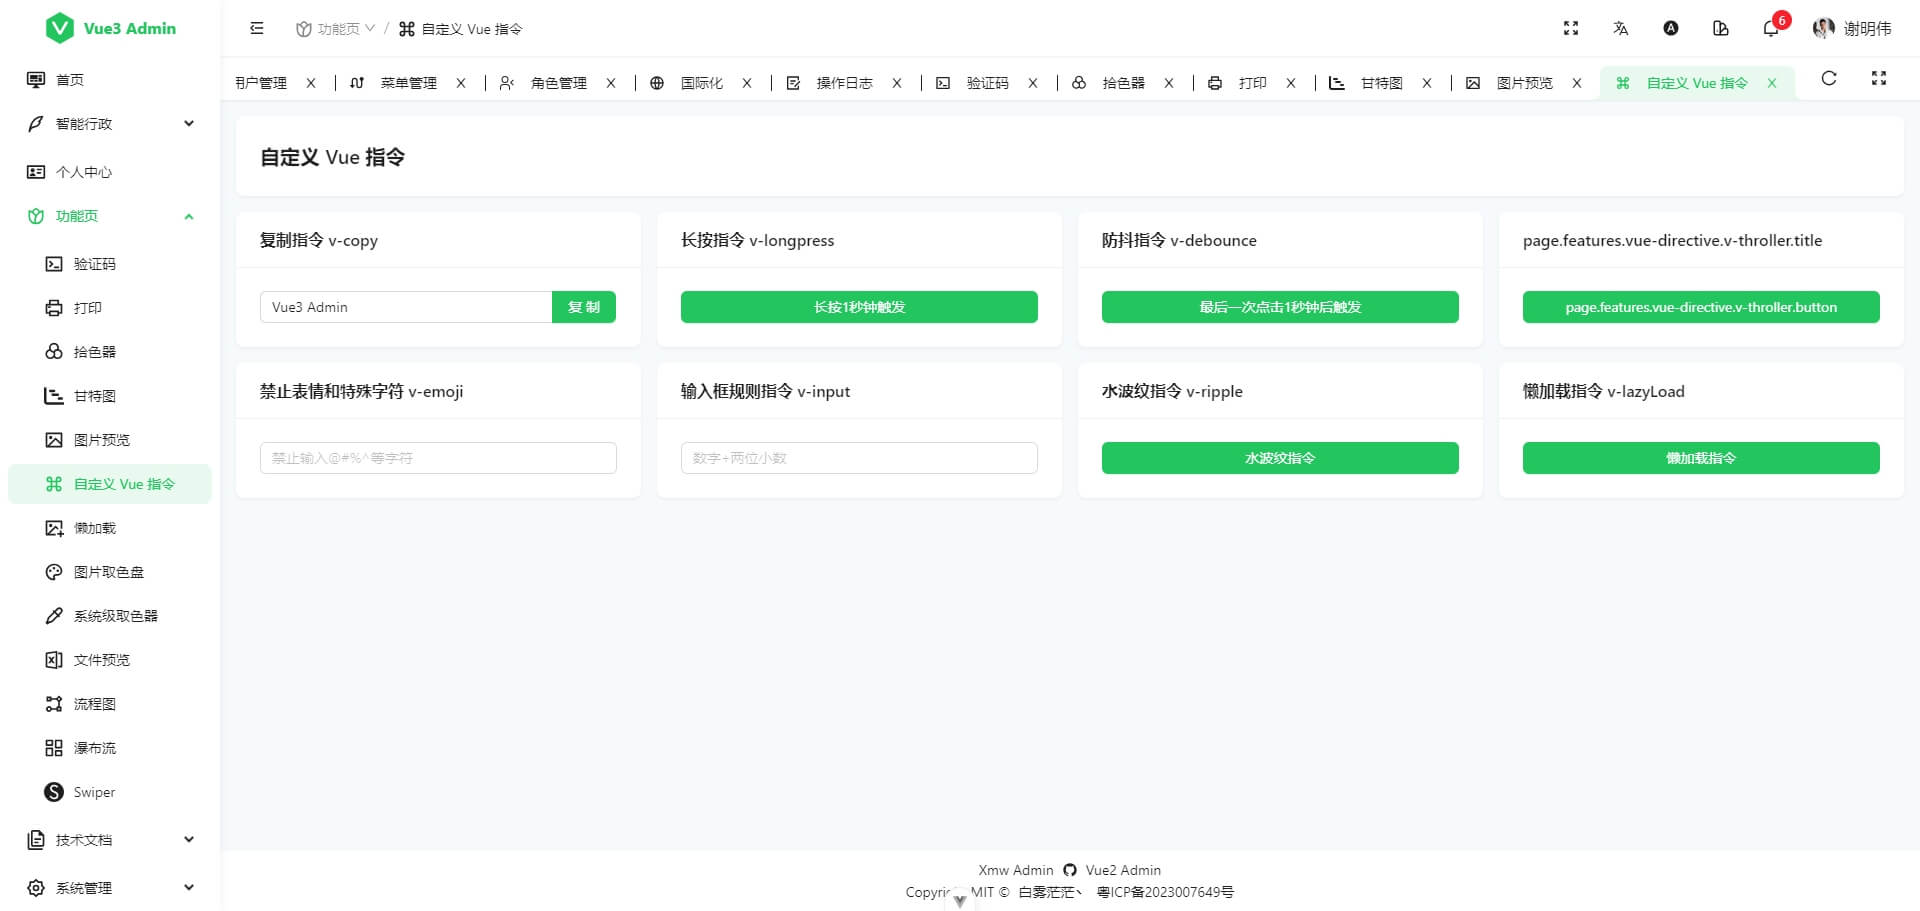 Vue3 Admin
功能页 / 自定义 Vue 指令
6
谢明伟
首页
智能行政
个人中心
功能页
验证码
打印
拾色器
甘特图
图片预览
自定义 Vue 指令
懒加载
图片取色盘
系统级取色器
文件预览
流程图
瀑布流
Swiper
技术文档
系统管理
用户管理 菜单管理 角色管理 国际化 操作日志 验证码 拾色器 打印 甘特图 图片预览 自定义 Vue 指令
自定义 Vue 指令
复制指令 v-copy
Vue3 Admin 复 制
长按指令 v-longpress
长按1秒钟触发
防抖指令 v-debounce
最后一次点击1秒钟后触发
page.features.vue-directive.v-throller.title
page.features.vue-directive.v-throller.button
禁止表情和特殊字符 v-emoji
禁止输入@#%^等字符
输入框规则指令 v-input
数字+两位小数
水波纹指令 v-ripple
水波纹指令
懒加载指令 v-lazyLoad
懒加载指令
Xmw Admin Vue2 Admin
MIT © 白雾茫茫丶 粤ICP备2023007649号